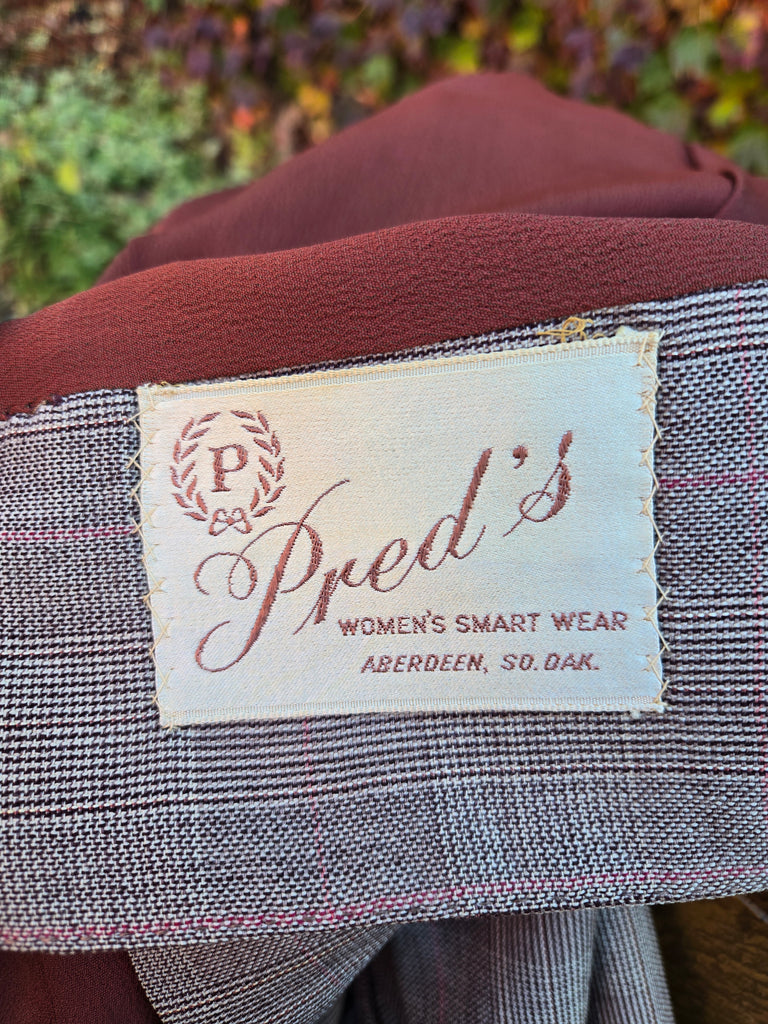 P
Pred's
WOMEN'S SMART WEAR
ABERDEEN, SO. DAK.